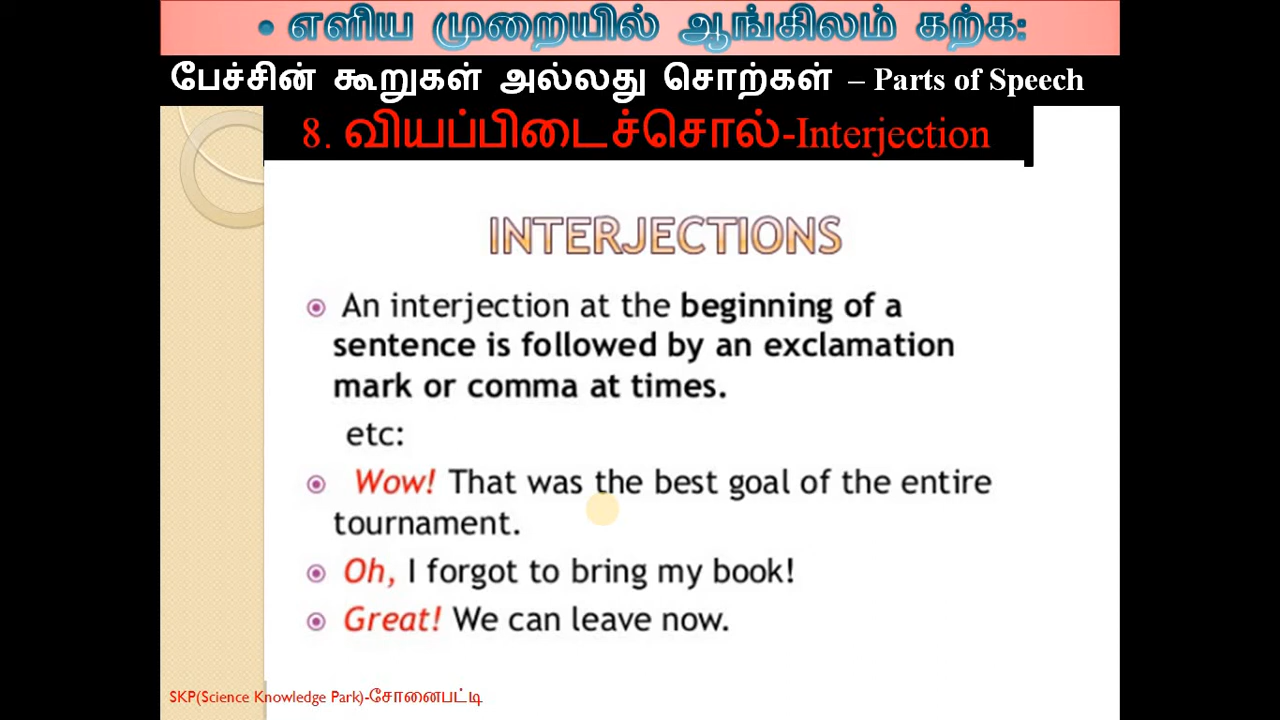 • எளிய முறையில் ஆங்கிலம் கற்க:
பேச்சின் கூறுகள் அல்லது சொற்கள் – Parts of Speech
8. வியப்பிடைச்சொல்-Interjection
INTERJECTIONS
An interjection at the beginning of a
sentence is followed by an exclamation
mark or comma at times.
etc:
Wow! That was the best goal of the entire
tournament.
Oh, I forgot to bring my book!
Great! We can leave now.
SKP(Science Knowledge Park)-சோனைபட்டி